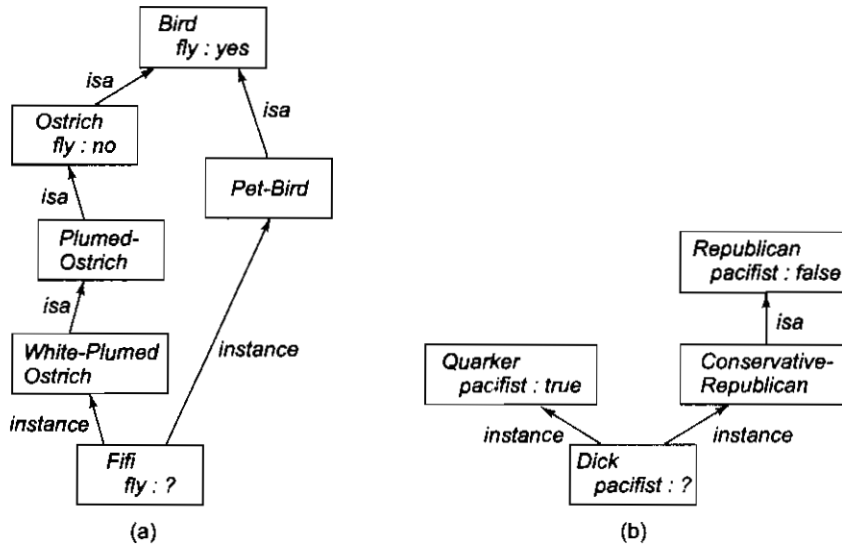 Bird
fly : yes
isa
isa
Ostrich
fly : no
Pet-Bird
isa
Plumed-
Ostrich
Republican
pacifist : false
isa
isa
White-Plumed
Ostrich
instance
Quarker
pacifist : true
Conservative-
Republican
instance
instance
instance
Fifi
fly : ?
Dick
pacifist : ?
(a)
(b)